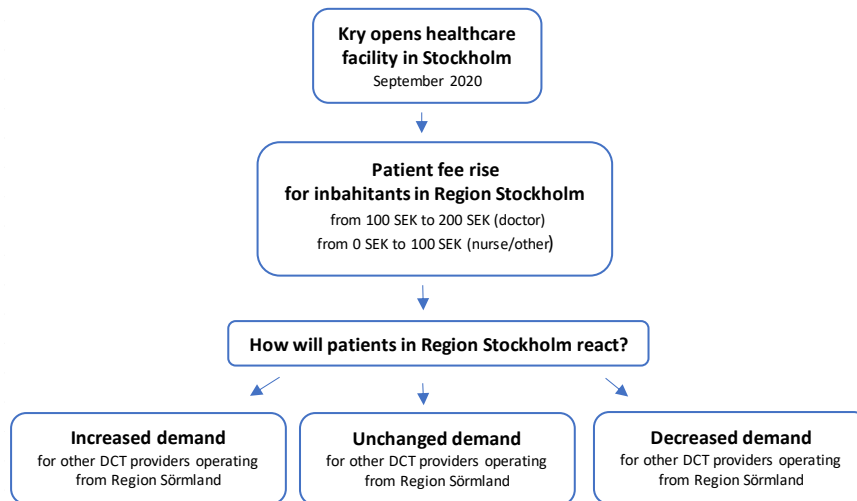 Kry opens healthcare
facility in Stockholm
September 2020
Patient fee rise
for inbahitants in Region Stockholm
from 100 SEK to 200 SEK (doctor)
from 0 SEK to 100 SEK (nurse/other)
How will patients in Region Stockholm react?
Increased demand
for other DCT providers operating
from Region Sörmland
Unchanged demand
for other DCT providers operating
from Region Sörmland
Decreased demand
for other DCT providers operating
from Region Sörmland